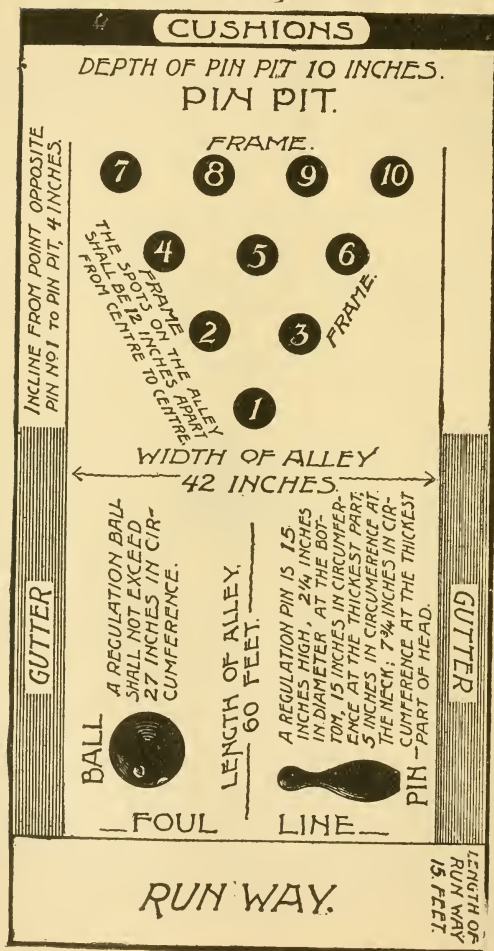 CUSHIONS
DEPTH OF PIN PIT 10 INCHES.
PIN PIT.
INCLINE FROM POINT OPPOSITE
PIN Nº 1 TO PIN PIT, 4 INCHES.
FRAME.
7 8 9 10
4 5 6
FRAME
THE SPOTS ON THE ALLEY
SHALL BE 12 INCHES APART
FROM CENTRE TO CENTRE.
FRAME.
2 3
1
WIDTH OF ALLEY
42 INCHES
GUTTER
A REGULATION BALL
SHALL NOT EXCEED
27 INCHES IN CIR-
CUMFERENCE.
BALL
LENGTH OF ALLEY,
60 FEET.
A REGULATION PIN IS 15
INCHES HIGH, 2¼ INCHES
IN DIAMETER, AT THE BOT-
TOM, 15 INCHES IN CIRCUMFER-
ENCE AT THE THICKEST PART;
5 INCHES IN CIRCUMERENCE AT
THE NECK; 7¾ INCHES IN CIR-
CUMFERENCE AT THE THICKEST
PART OF HEAD.
PIN
GUTTER
FOUL LINE
RUN WAY.
LENGTH OF
RUN WAY
15 FEET.